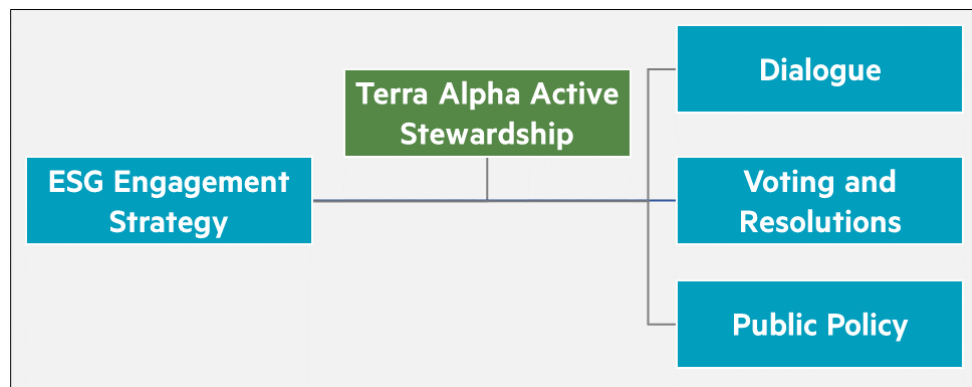 Terra Alpha Active
Stewardship
ESG Engagement
Strategy
Dialogue
Voting and
Resolutions
Public Policy